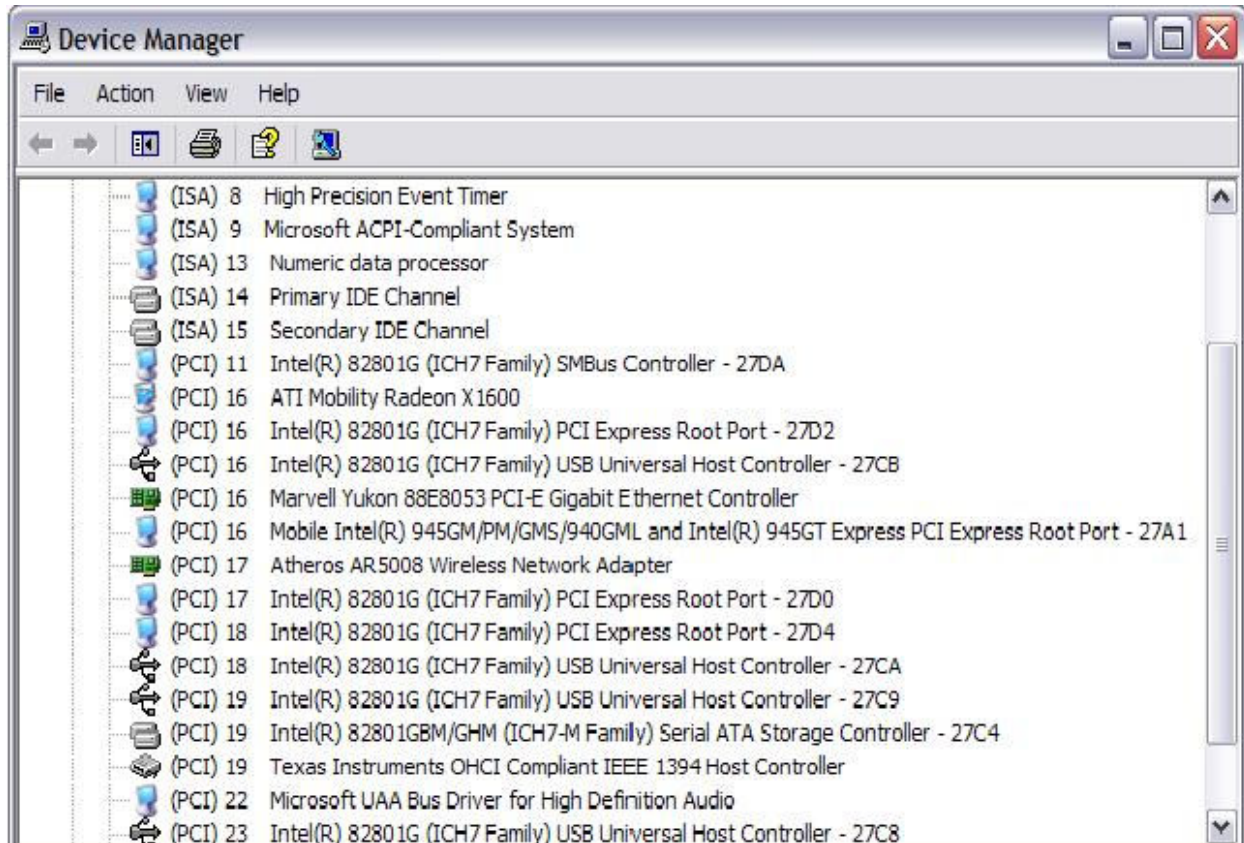 Device Manager
File Action View Help
(ISA) 8 High Precision Event Timer
(ISA) 9 Microsoft ACPI-Compliant System
(ISA) 13 Numeric data processor
(ISA) 14 Primary IDE Channel
(ISA) 15 Secondary IDE Channel
(PCI) 11 Intel(R) 82801G (ICH7 Family) SMBus Controller - 27DA
(PCI) 16 ATI Mobility Radeon X1600
(PCI) 16 Intel(R) 82801G (ICH7 Family) PCI Express Root Port - 27D2
(PCI) 16 Intel(R) 82801G (ICH7 Family) USB Universal Host Controller - 27CB
(PCI) 16 Marvell Yukon 88E8053 PCI-E Gigabit Ethernet Controller
(PCI) 16 Mobile Intel(R) 945GM/PM/GMS/940GML and Intel(R) 945GT Express PCI Express Root Port - 27A1
(PCI) 17 Atheros AR5008 Wireless Network Adapter
(PCI) 17 Intel(R) 82801G (ICH7 Family) PCI Express Root Port - 27D0
(PCI) 18 Intel(R) 82801G (ICH7 Family) PCI Express Root Port - 27D4
(PCI) 18 Intel(R) 82801G (ICH7 Family) USB Universal Host Controller - 27CA
(PCI) 19 Intel(R) 82801G (ICH7 Family) USB Universal Host Controller - 27C9
(PCI) 19 Intel(R) 82801GBM/GHM (ICH7-M Family) Serial ATA Storage Controller - 27C4
(PCI) 19 Texas Instruments OHCI Compliant IEEE 1394 Host Controller
(PCI) 22 Microsoft UAA Bus Driver for High Definition Audio
(PCI) 23 Intel(R) 82801G (ICH7 Family) USB Universal Host Controller - 27C8